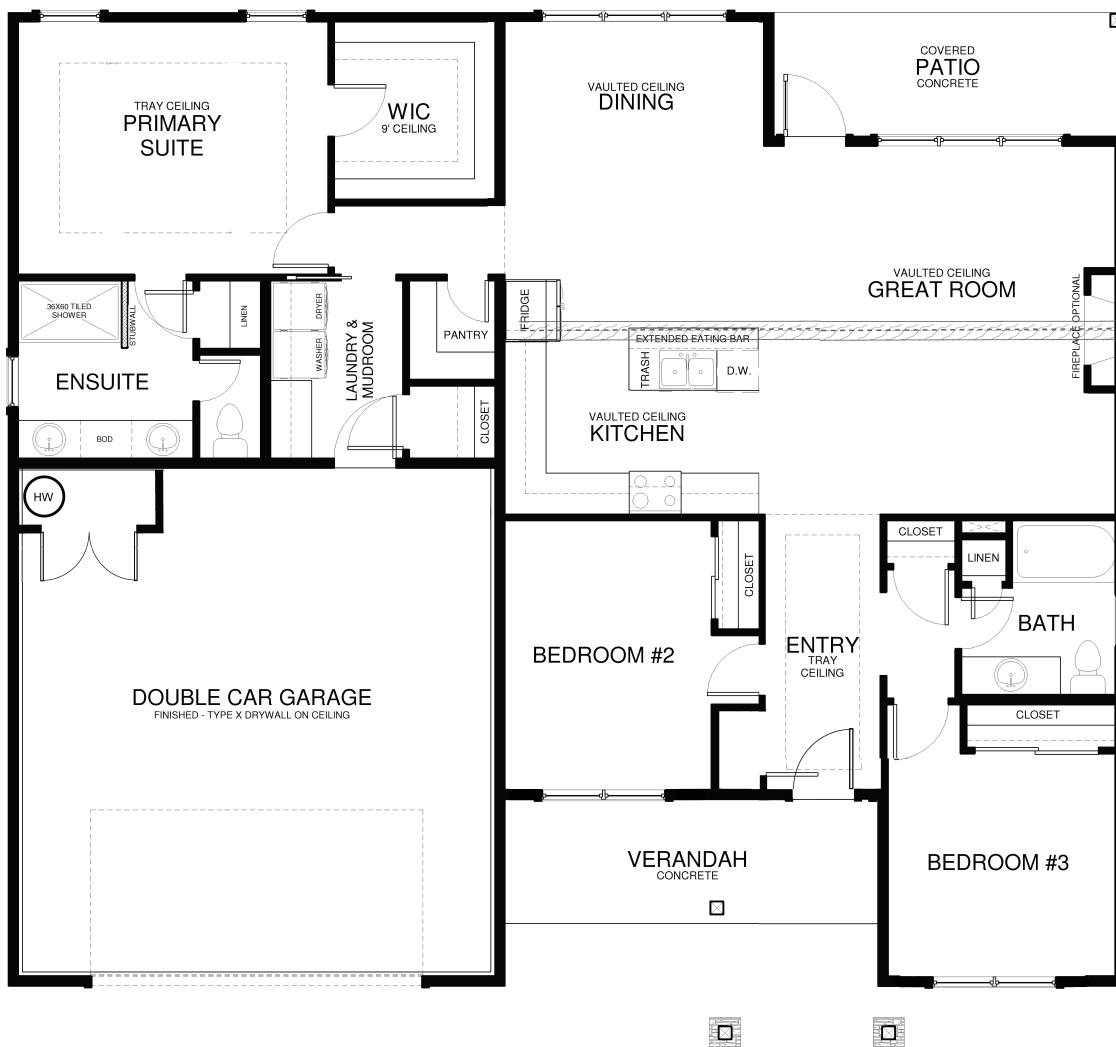 COVERED
PATIO
CONCRETE
TRAY CEILING
PRIMARY
SUITE
WIC
9' CEILING
VAULTED CEILING
DINING
VAULTED CEILING
GREAT ROOM
FIREPLACE OPTIONAL
36X60 TILED
SHOWER
STUBWALL
LINEN
DRYER
WASHER
LAUNDRY &
MUDROOM
PANTRY
FRIDGE
EXTENDED EATING BAR
TRASH
D.W.
ENSUITE
BOD
CLOSET
VAULTED CEILING
KITCHEN
HW
CLOSET
CLOSET
LINEN
BATH
BEDROOM #2
ENTRY
TRAY
CEILING
DOUBLE CAR GARAGE
FINISHED - TYPE X DRYWALL ON CEILING
CLOSET
VERANDAH
CONCRETE
BEDROOM #3